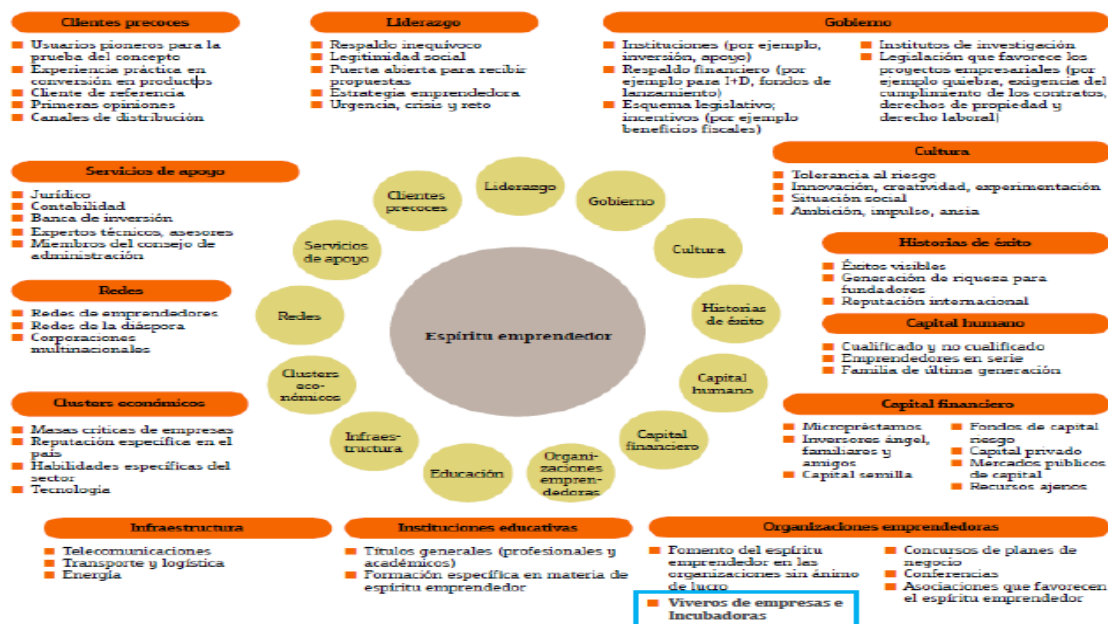 Clientes precoces
Usuarios pioneros para la
prueba del concepto
Experiencia práctica en
conversión en productos
Cliente de referencia
Primeras opiniones
Canales de distribución
Liderazgo
Respaldo inequívoco
Legitimidad social
Puerta abierta para recibir
propuestas
Estrategia emprendedora
Urgencia, crisis y reto
Gobierno
Instituciones (por ejemplo,
inversión, apoyo)
Respaldo financiero (por
ejemplo para I+D, fondos de
lanzamiento)
Esquema legislativo;
incentivos (por ejemplo
beneficios fiscales)
Institutos de investigación
Legislación que favorece los
proyectos empresariales (por
ejemplo quiebra, exigencia del
cumplimiento de los contratos,
derechos de propiedad y
derecho laboral)
Servicios de apoyo
Jurídico
Contabilidad
Banca de inversión
Expertos técnicos, asesores
Miembros del consejo de
administración
Cultura
Tolerancia al riesgo
Innovación, creatividad, experimentación
Situación social
Ambición, impulso, ansia
Redes
Redes de emprendedores
Redes de la diáspora
Corporaciones
multinacionales
Historias de éxito
Éxitos visibles
Generación de riqueza para
fundadores
Reputación internacional
Capital humano
Cualificado y no cualificado
Emprendedores en serie
Familia de última generación
Clusters económicos
Masas críticas de empresas
Reputación específica en el
país
Habilidades específicas del
sector
Tecnología
Capital financiero
Micropréstamos
Inversores ángel,
familiares y
amigos
Capital semilla
Fondos de capital
riesgo
Capital privado
Mercados públicos
de capital
Recursos ajenos
Espíritu emprendedor
Liderazgo
Gobierno
Cultura
Historias
de éxito
Capital
humano
Capital
financiero
Organi-
zaciones
empren-
dedoras
Educación
Infraes-
tructura
Clusters
eco-
nómicos
Redes
Servicios
de apoyo
Clientes
precoces
Infraestructura
Telecomunicaciones
Transporte y logística
Energía
Instituciones educativas
Títulos generales (profesionales y
académicos)
Formación específica en materia de
espíritu emprendedor
Organizaciones emprendedoras
Fomento del espíritu
emprendedor en las
organizaciones sin ánimo
de lucro
Viveros de empresas e
Incubadoras
Concursos de planes de
negocio
Conferencias
Asociaciones que favorecen
el espíritu emprendedor